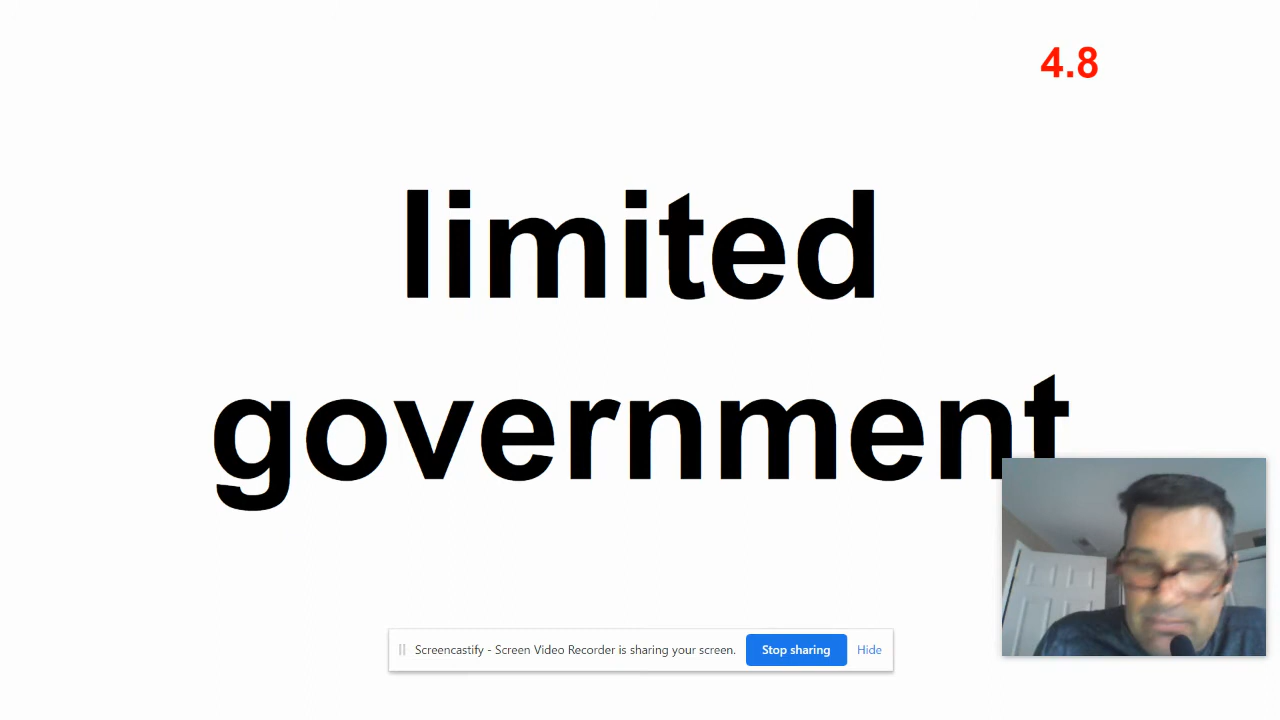 4.8
limited
government
Screencastify - Screen Video Recorder is sharing your screen. Stop sharing Hide